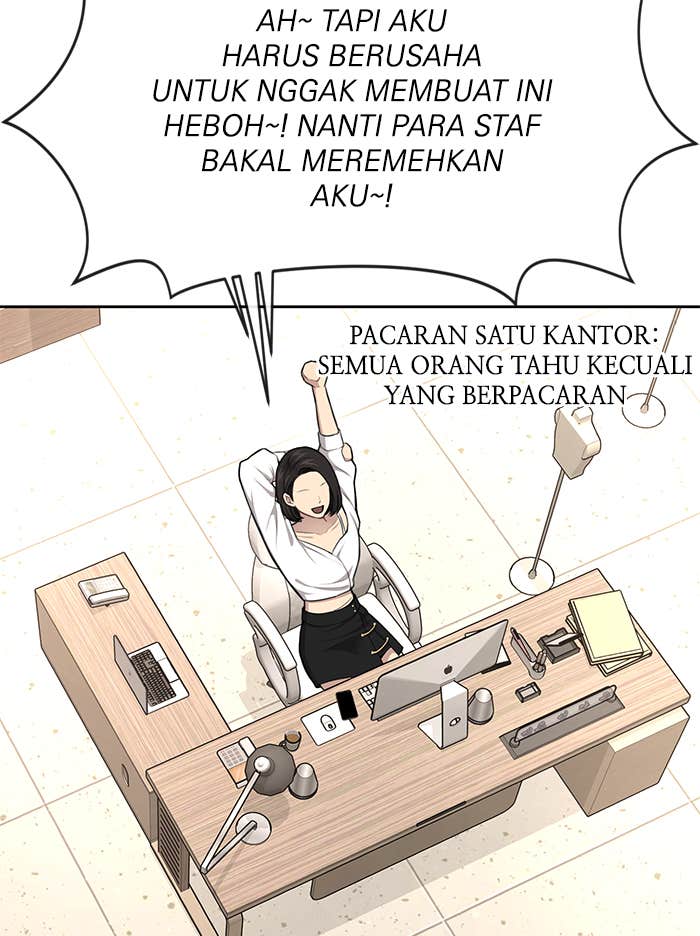 AH~ TAPI AKU
HARUS BERUSAHA
UNTUK NGGAK MEMBUAT INI
HEBOH~! NANTI PARA STAF
BAKAL MEREMEHKAN
AKU~!
PACARAN SATU KANTOR:
SEMUA ORANG TAHU KECUALI
YANG BERPACARAN